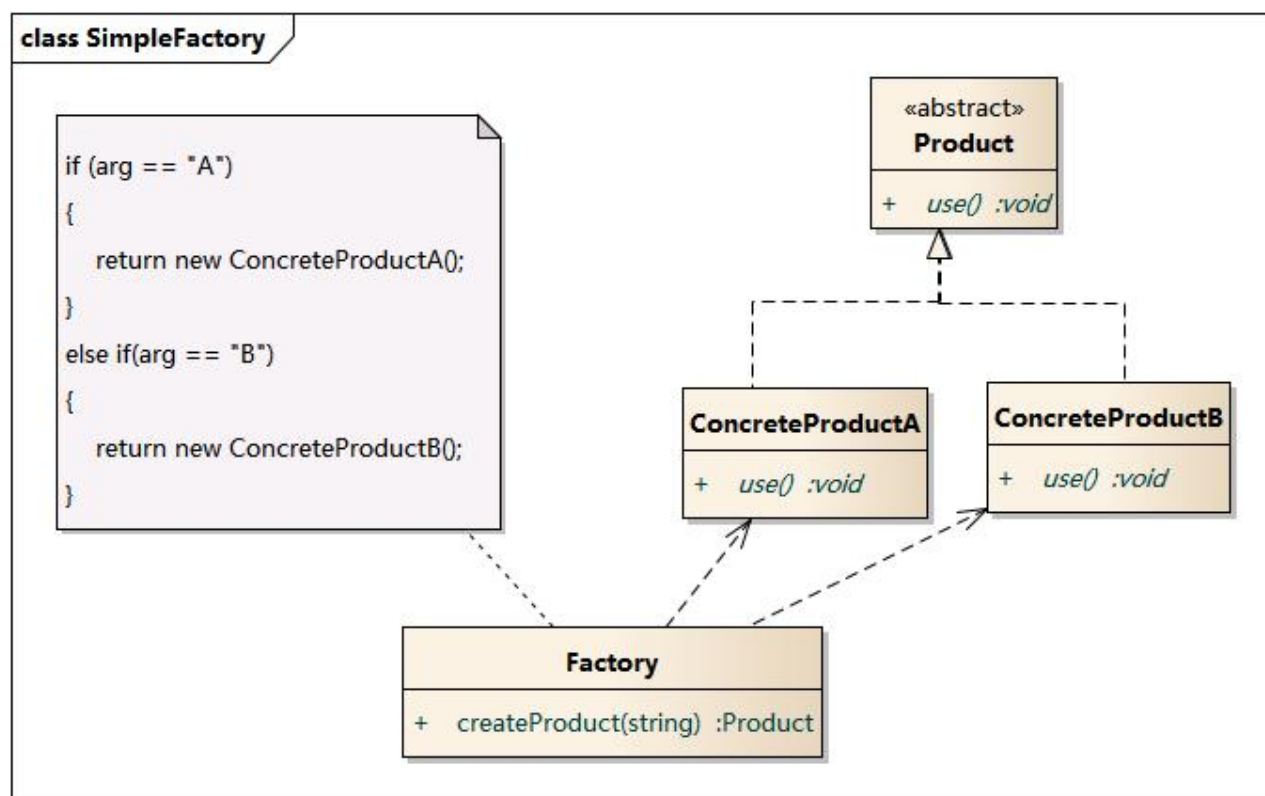 class SimpleFactory
if (arg == "A")
{
return new ConcreteProductA();
}
else if(arg == "B")
{
return new ConcreteProductB();
}
«abstract»
Product
+ use() :void
ConcreteProductA
+ use() :void
ConcreteProductB
+ use() :void
Factory
+ createProduct(string) :Product